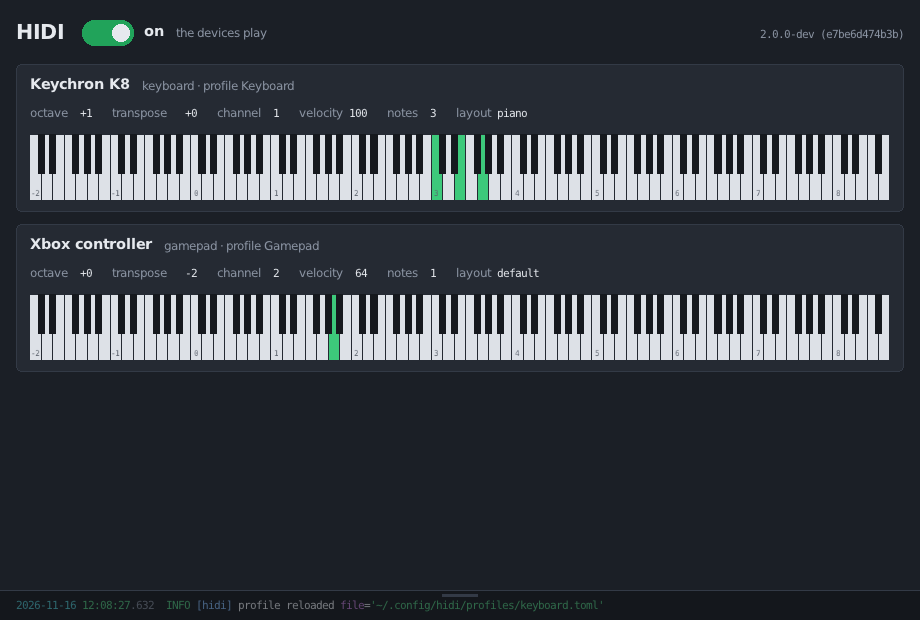 HIDI on the devices play 2.0.0-dev (e7be6d474b3b)
Keychron K8 keyboard · profile Keyboard
octave +1 transpose +0 channel 1 velocity 100 notes 3 layout piano
-2 -1 0 1 2 3 4 5 6 7 8
Xbox controller gamepad · profile Gamepad
octave +0 transpose -2 channel 2 velocity 64 notes 1 layout default
-2 -1 0 1 2 3 4 5 6 7 8
2026-11-16 12:08:27.632 INFO [hidi] profile reloaded file='~/.config/hidi/profiles/keyboard.toml'